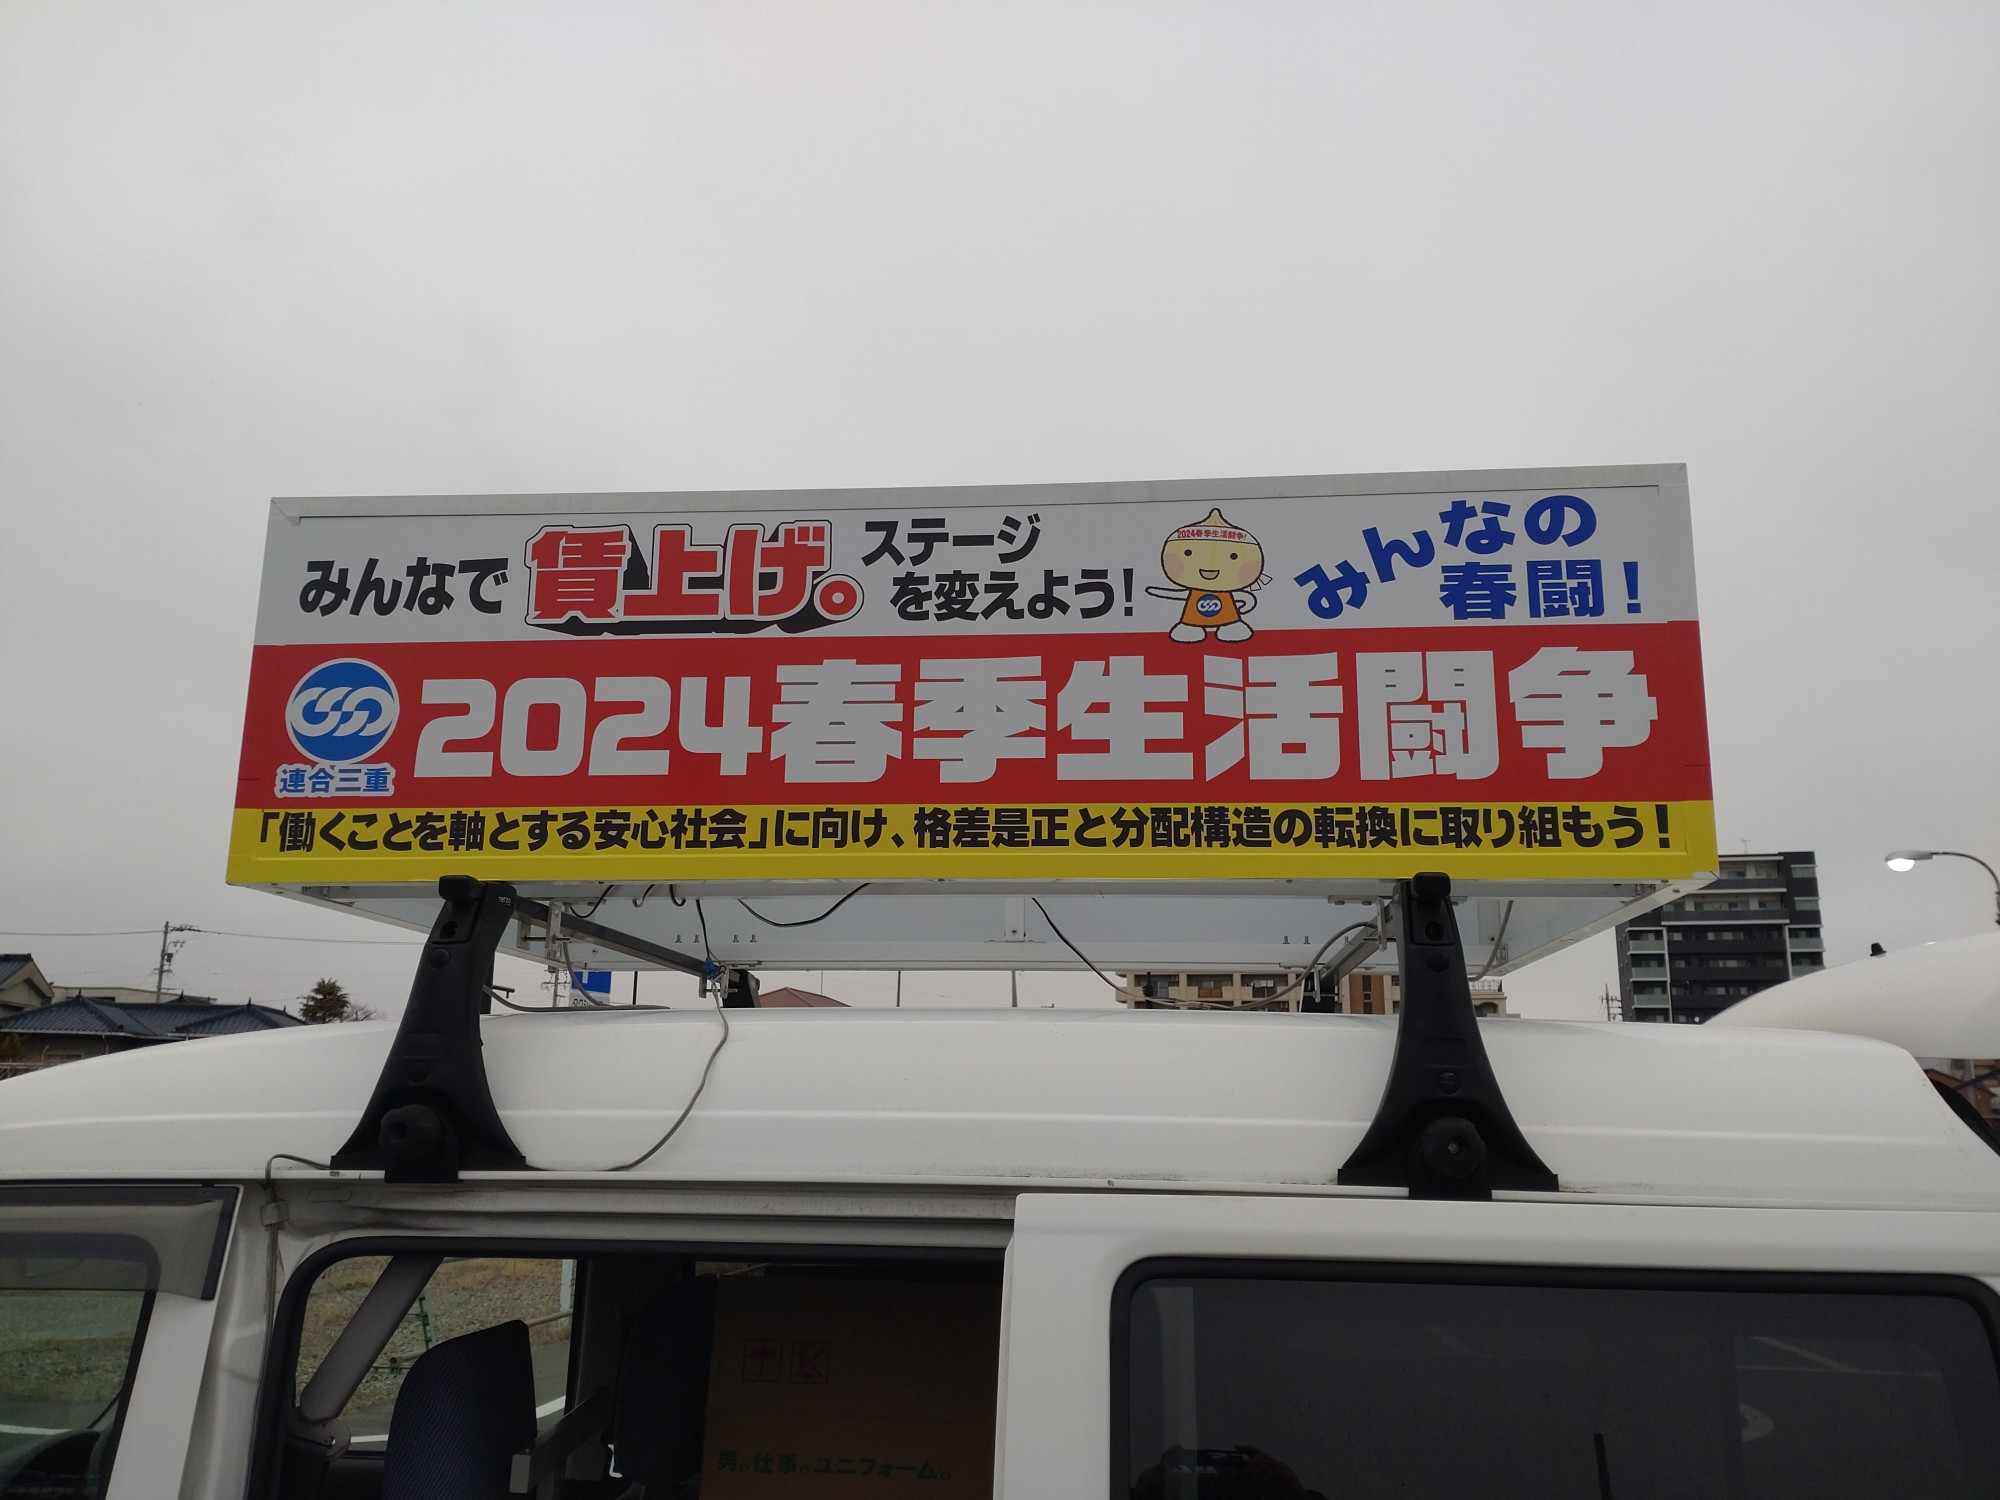 みんなで賃上げ。ステージを変えよう!
2024春季生活闘争!
みんなの
春闘!
連合三重
2024春季生活闘争
「働くことを軸とする安心社会」に向け、格差是正と分配構造の転換に取り組もう!
TERZO
男。仕事。ユニフォーム。